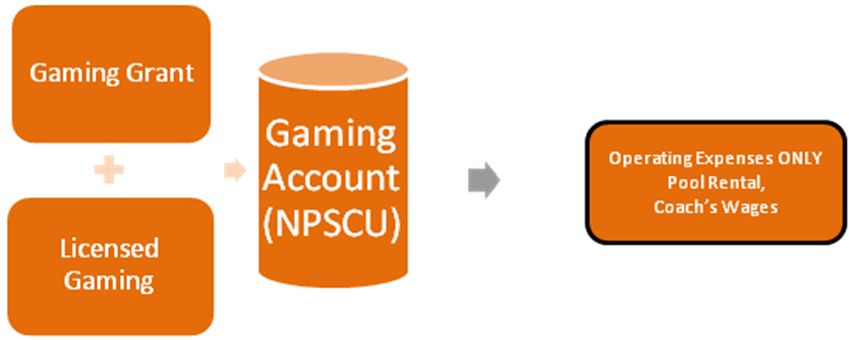 Gaming Grant
Licensed
Gaming
Gaming
Account
(NPSCU)
Operating Expenses ONLY
Pool Rental,
Coach's Wages